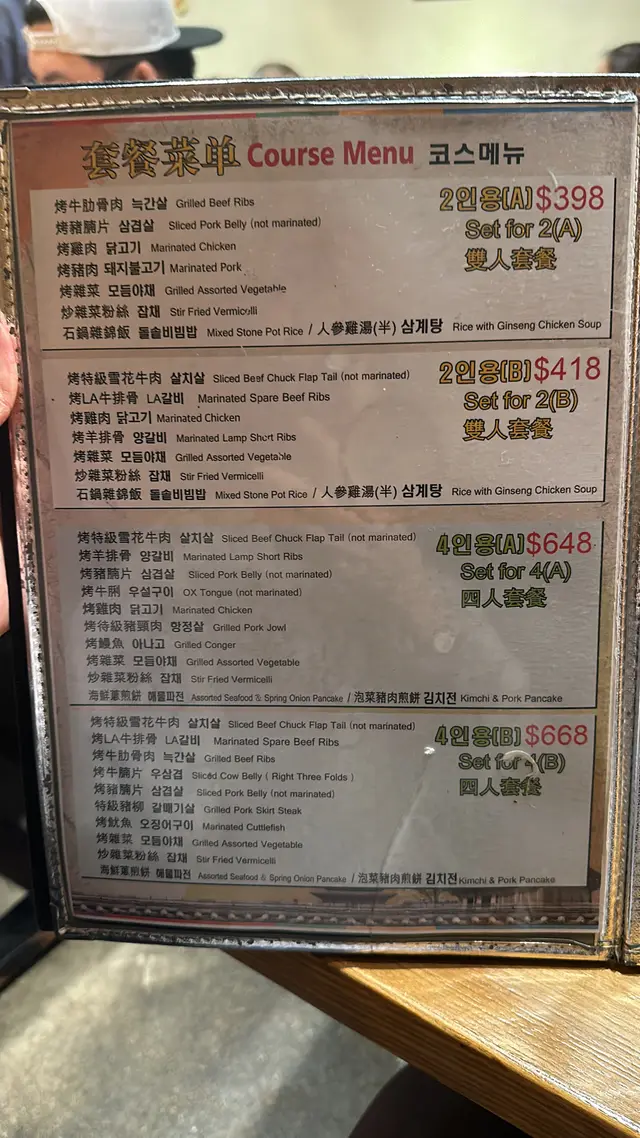 套餐菜单 Course Menu 코스메뉴
烤牛肋骨肉 늑간살 Grilled Beef Ribs
烤豬腩片 삼겹살 Sliced Pork Belly (not marinated)
烤雞肉 닭고기 Marinated Chicken
烤豬肉 돼지불고기 Marinated Pork
烤雜菜 모듬야채 Grilled Assorted Vegetable
炒雜菜粉絲 잡채 Stir Fried Vermicelli
石鍋雜錦飯 돌솥비빔밥 Mixed Stone Pot Rice / 人參雞湯(半) 삼계탕 Rice with Ginseng Chicken Soup
2인용(A) $398
Set for 2(A)
雙人套餐
烤特級雪花牛肉 살치살 Sliced Beef Chuck Flap Tail (not marinated)
烤LA牛排骨 LA갈비 Marinated Spare Beef Ribs
烤雞肉 닭고기 Marinated Chicken
烤羊排骨 양갈비 Marinated Lamp Short Ribs
烤雜菜 모듬야채 Grilled Assorted Vegetable
炒雜菜粉絲 잡채 Stir Fried Vermicelli
石鍋雜錦飯 돌솥비빔밥 Mixed Stone Pot Rice / 人參雞湯(半) 삼계탕 Rice with Ginseng Chicken Soup
2인용(B) $418
Set for 2(B)
雙人套餐
烤特級雪花牛肉 살치살 Sliced Beef Chuck Flap Tail (not marinated)
烤羊排骨 양갈비 Marinated Lamp Short Ribs
烤豬腩片 삼겹살 Sliced Pork Belly (not marinated)
烤牛脷 우설구이 OX Tongue (not marinated)
烤雞肉 닭고기 Marinated Chicken
烤待級豬頸肉 항정살 Grilled Pork Jowl
烤鰻魚 아나고 Grilled Conger
烤雜菜 모듬야채 Grilled Assorted Vegetable
炒雜菜粉絲 잡채 Stir Fried Vermicelli
海鮮葱煎餅 해물파전 Assorted Seafood & Spring Onion Pancake / 泡菜豬肉煎餅 김치전 Kimchi & Pork Pancake
4인용(A) $648
Set for 4(A)
四人套餐
烤特級雪花牛肉 살치살 Sliced Beef Chuck Flap Tail (not marinated)
烤LA牛排骨 LA갈비 Marinated Spare Beef Ribs
烤牛肋骨肉 늑간살 Grilled Beef Ribs
烤牛腩片 우삼겹 Sliced Cow Belly ( Right Three Folds )
烤豬腩片 삼겹살 Sliced Pork Belly (not marinated)
特級豬柳 갈매기살 Grilled Pork Skirt Steak
烤魷魚 오징어구이 Marinated Cuttlefish
烤雜菜 모듬야채 Grilled Assorted Vegetable
炒雜菜粉絲 잡채 Stir Fried Vermicelli
海鮮葱煎餅 해물파전 Assorted Seafood & Spring Onion Pancake / 泡菜豬肉煎餅 김치전 Kimchi & Pork Pancake
4인용(B) $668
Set for 4(B)
四人套餐